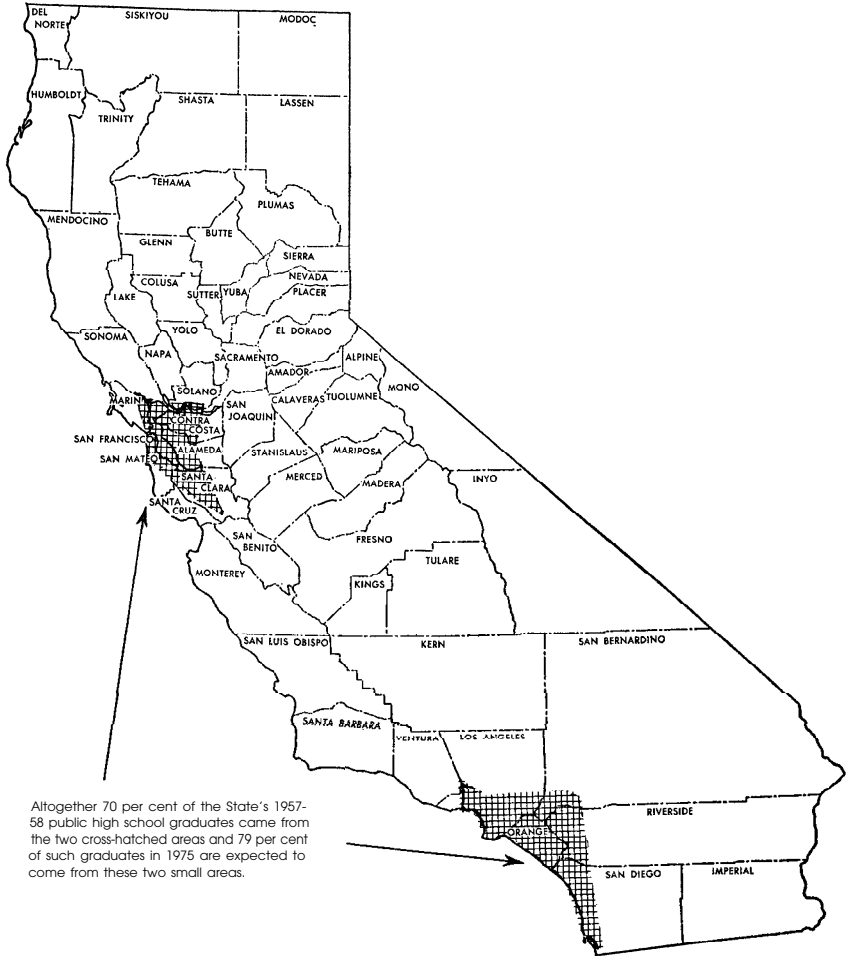 DEL
NORTE
SISKIYOU
MODOC
HUMBOLDT
TRINITY
SHASTA
LASSEN
TEHAMA
PLUMAS
MENDOCINO
GLENN
BUTTE
SIERRA
COLUSA
NEVADA
LAKE
SUTTER
YUBA
PLACER
SONOMA
YOLO
EL DORADO
NAPA
SACRAMENTO
ALPINE
AMADOR
SOLANO
MONO
MARIN
SAN
JOAQUIN
CALAVERAS
TUOLUMNE
CONTRA
COSTA
SAN FRANCISCO
ALAMEDA
STANISLAUS
MARIPOSA
SAN MATEO
SANTA
CLARA
MERCED
MADERA
INYO
SANTA
CRUZ
SAN
BENITO
FRESNO
TULARE
MONTEREY
KINGS
SAN LUIS OBISPO
KERN
SAN BERNARDINO
SANTA BARBARA
VENTURA
LOS ANGELES
RIVERSIDE
ORANGE
SAN DIEGO
IMPERIAL
Altogether 70 per cent of the State's 1957-
58 public high school graduates came from
the two cross-hatched areas and 79 per cent
of such graduates in 1975 are expected to
come from these two small areas.